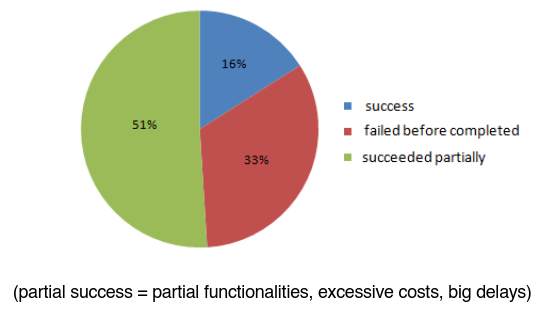 16%
51%
33%
success
failed before completed
succeeded partially
(partial success = partial functionalities, excessive costs, big delays)